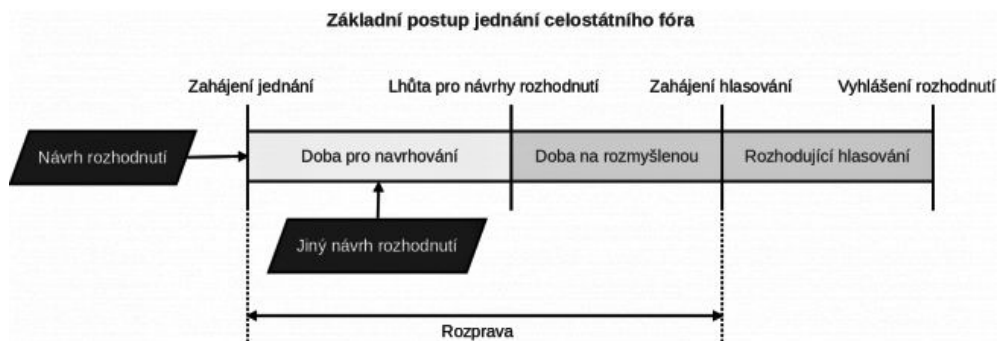 Základní postup jednání celostátního fóra
Zahájení jednání
Lhůta pro návrhy rozhodnutí
Zahájení hlasování
Vyhlášení rozhodnutí
Návrh rozhodnutí
Doba pro navrhování
Doba na rozmyšlenou
Rozhodující hlasování
Jiný návrh rozhodnutí
Rozprava